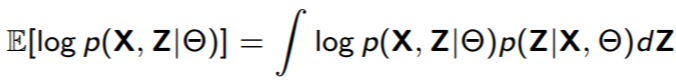 𝔼[log p(𝐗, 𝐙|Θ)] = ∫ log p(𝐗, 𝐙|Θ)p(𝐙|𝐗, Θ)d𝐙